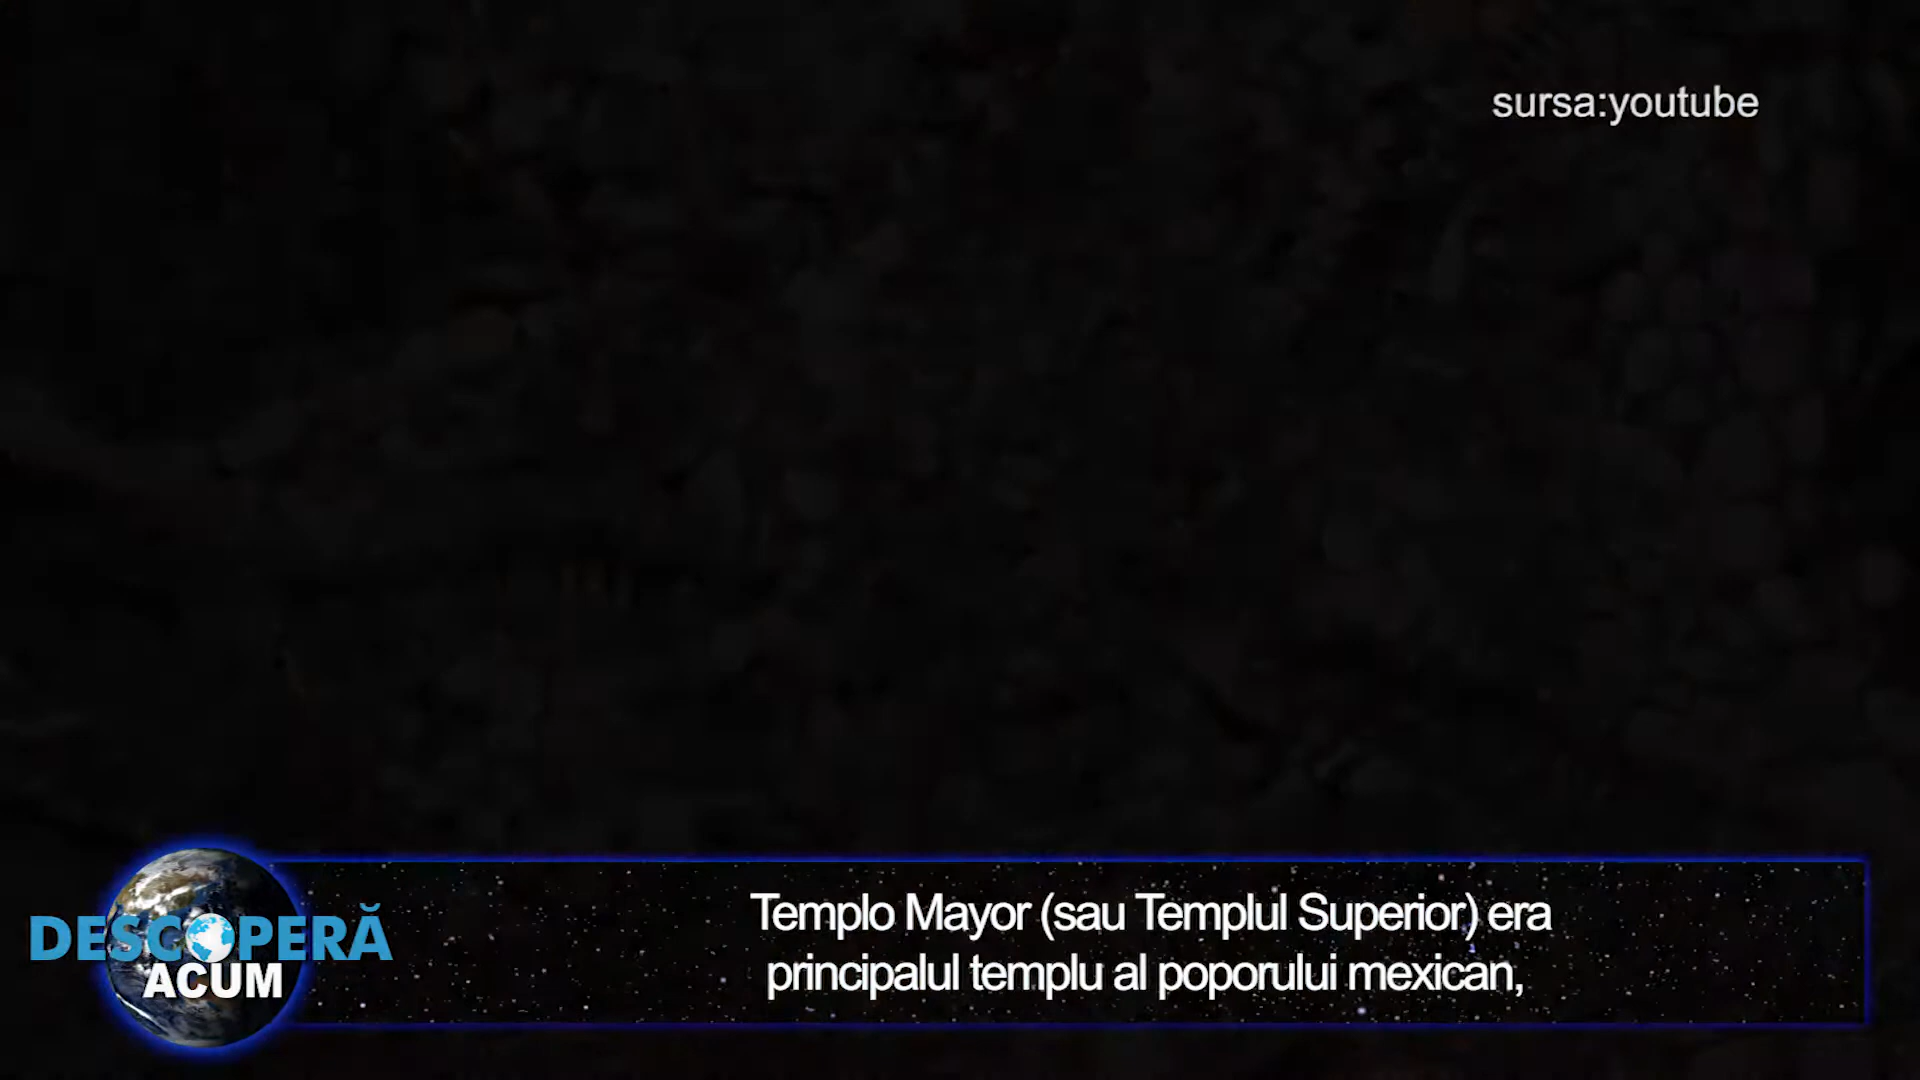 sursa:youtube
Templo Mayor (sau Templul Superior) era
principalul templu al poporului mexican,
DESCOPERĂ
ACUM